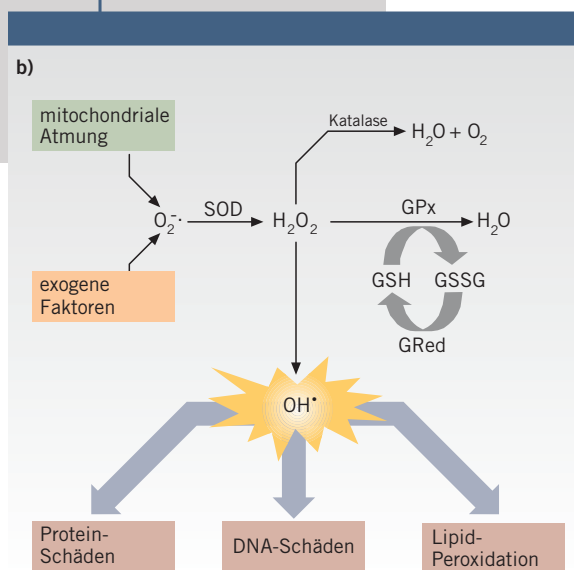 b)
mitochondriale
Atmung
Katalase
H₂O + O₂
O₂⁻·
SOD
H₂O₂
GPx
H₂O
exogene
Faktoren
GSH
GSSG
GRed
OH•
Protein-
Schäden
DNA-Schäden
Lipid-
Peroxidation